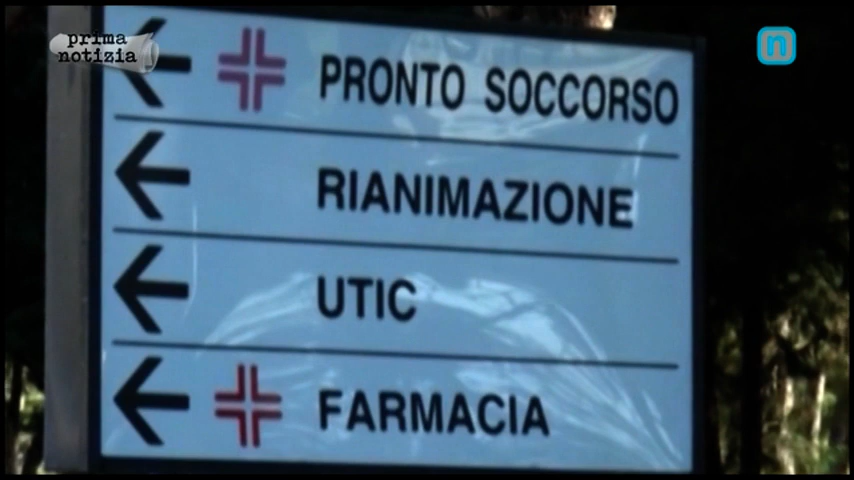 prima
notizia
n
PRONTO SOCCORSO
RIANIMAZIONE
UTIC
FARMACIA